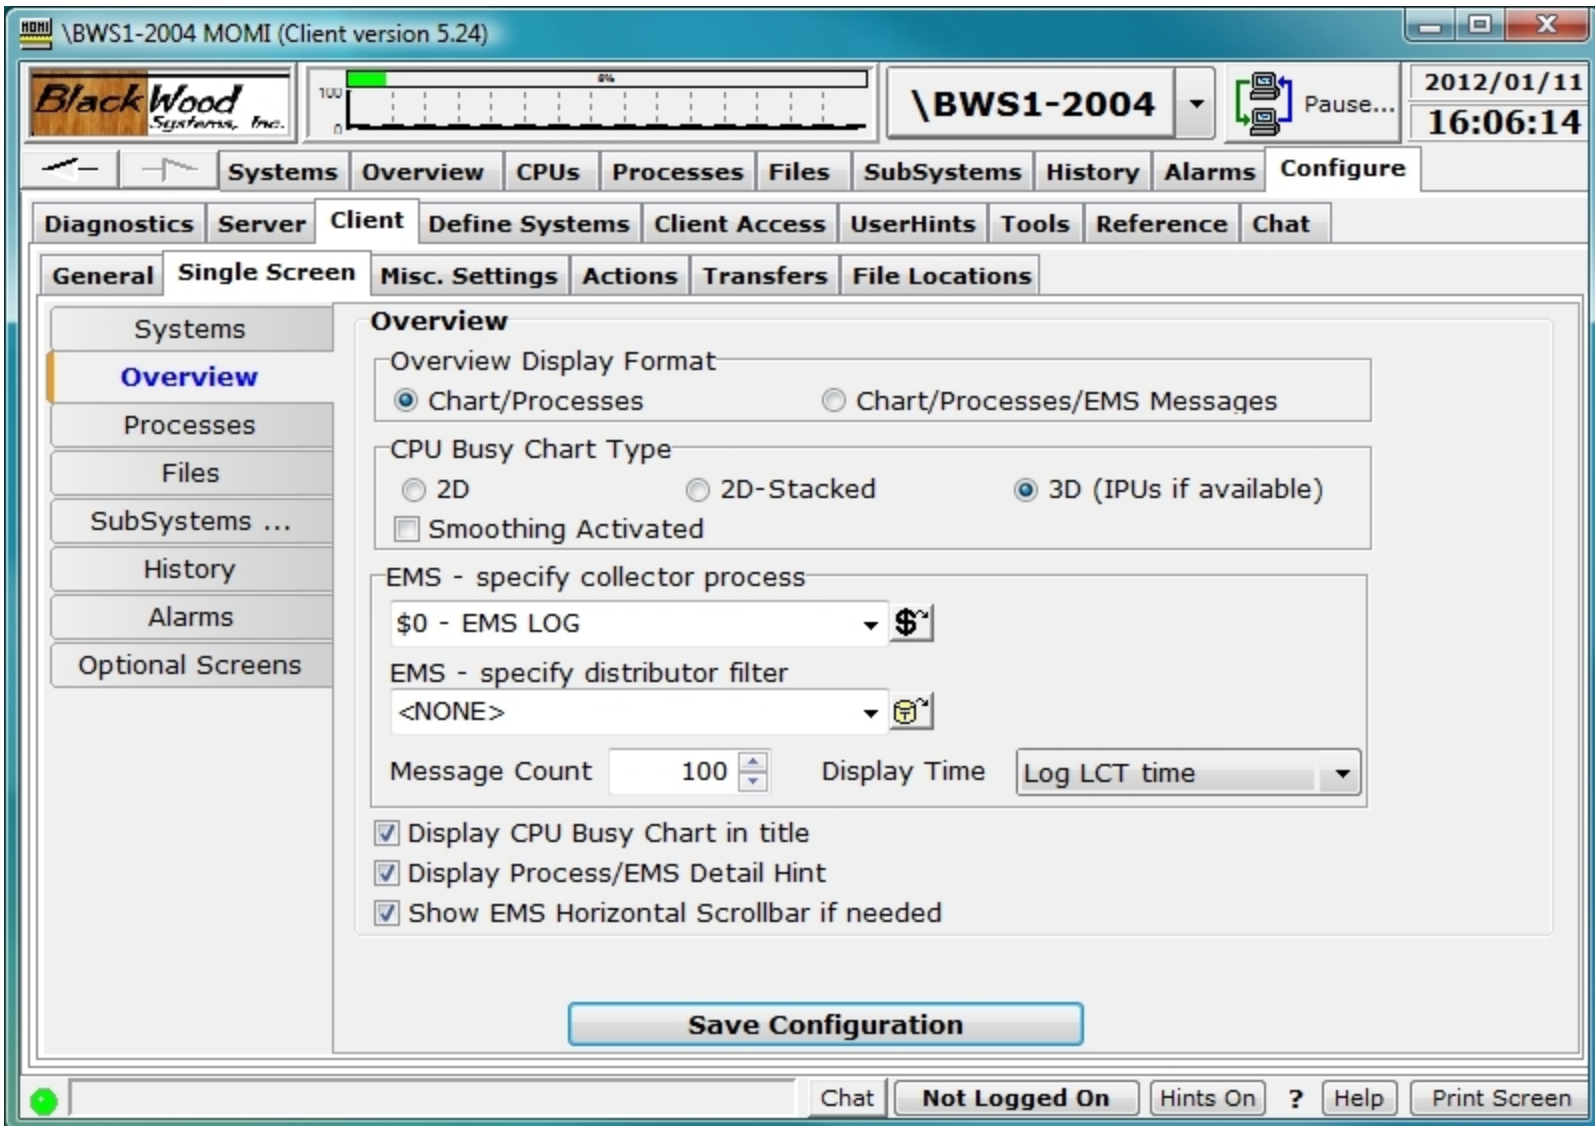 MOMI \BWS1-2004 MOMI (Client version 5.24)
BlackWood
Systems, Inc.
8%
100
0
\BWS1-2004
Pause...
2012/01/11
16:06:14
Systems Overview CPUs Processes Files SubSystems History Alarms Configure
Diagnostics Server Client Define Systems Client Access UserHints Tools Reference Chat
General Single Screen Misc. Settings Actions Transfers File Locations
Systems
Overview
Processes
Files
SubSystems ...
History
Alarms
Optional Screens
Overview
Overview Display Format
Chart/Processes Chart/Processes/EMS Messages
CPU Busy Chart Type
2D 2D-Stacked 3D (IPUs if available)
Smoothing Activated
EMS - specify collector process
$0 - EMS LOG $
EMS - specify distributor filter
<NONE>
Message Count 100 Display Time Log LCT time
Display CPU Busy Chart in title
Display Process/EMS Detail Hint
Show EMS Horizontal Scrollbar if needed
Save Configuration
Chat Not Logged On Hints On ? Help Print Screen